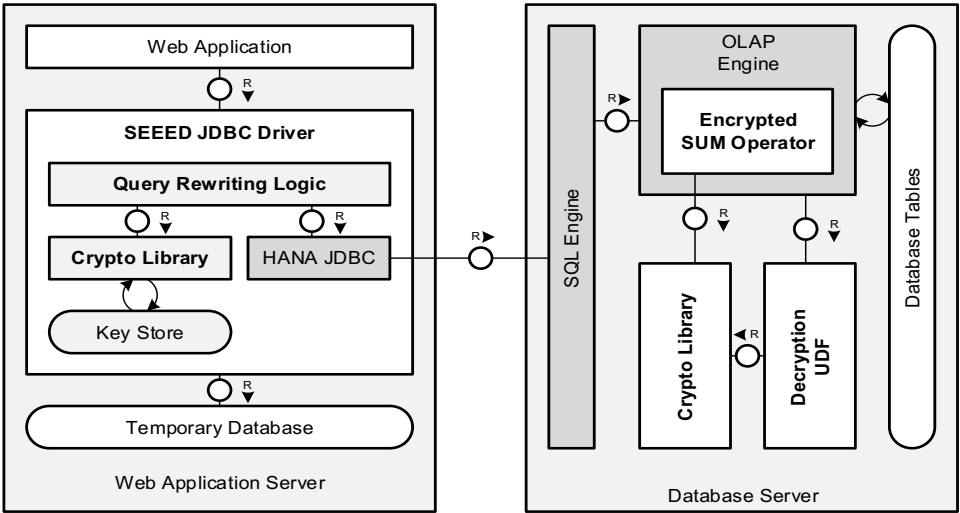 Web Application
R
SEEED JDBC Driver
Query Rewriting Logic
R
R
Crypto Library
HANA JDBC
Key Store
R
Temporary Database
Web Application Server
R
SQL Engine
R
OLAP
Engine
Encrypted
SUM Operator
R
R
Crypto Library
R
Decryption
UDF
Database Tables
Database Server